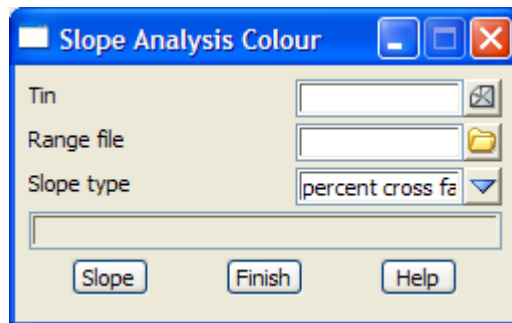 Slope Analysis Colour
Tin
Range file
Slope type percent cross fa
Slope Finish Help